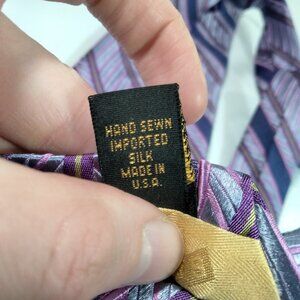 HAND SEWN
IMPORTED
SILK
MADE IN
U.S.A.